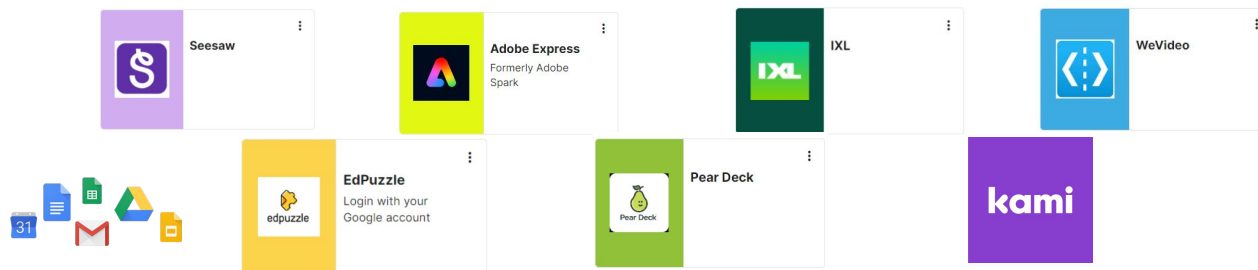 Seesaw
S
Adobe Express
Formerly Adobe
Spark
IXL
IXL
WeVideo
31
EdPuzzle
Login with your
Google account
edpuzzle
Pear Deck
Pear Deck
kami